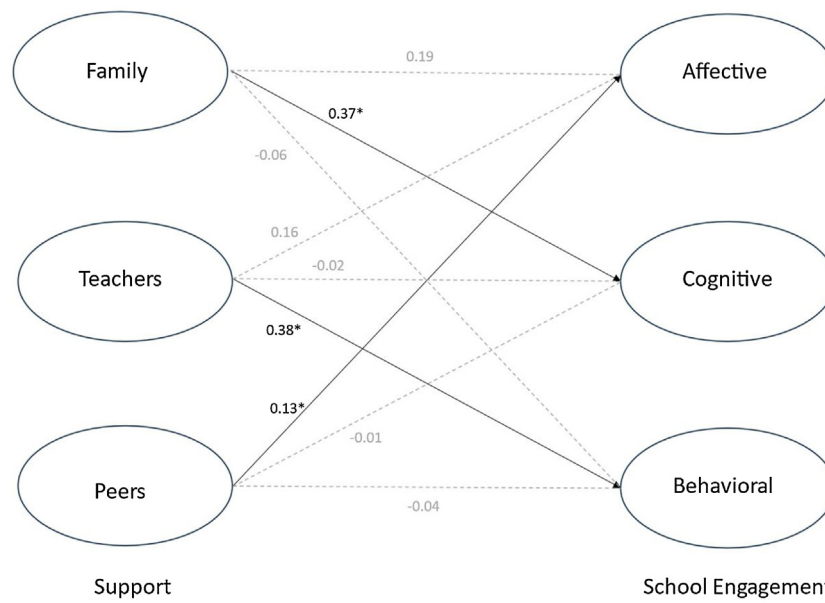 Family
0.19
Affective
0.37*
-0.06
0.16
Teachers
-0.02
Cognitive
0.38*
0.13*
-0.01
Peers
-0.04
Behavioral
Support
School Engagement